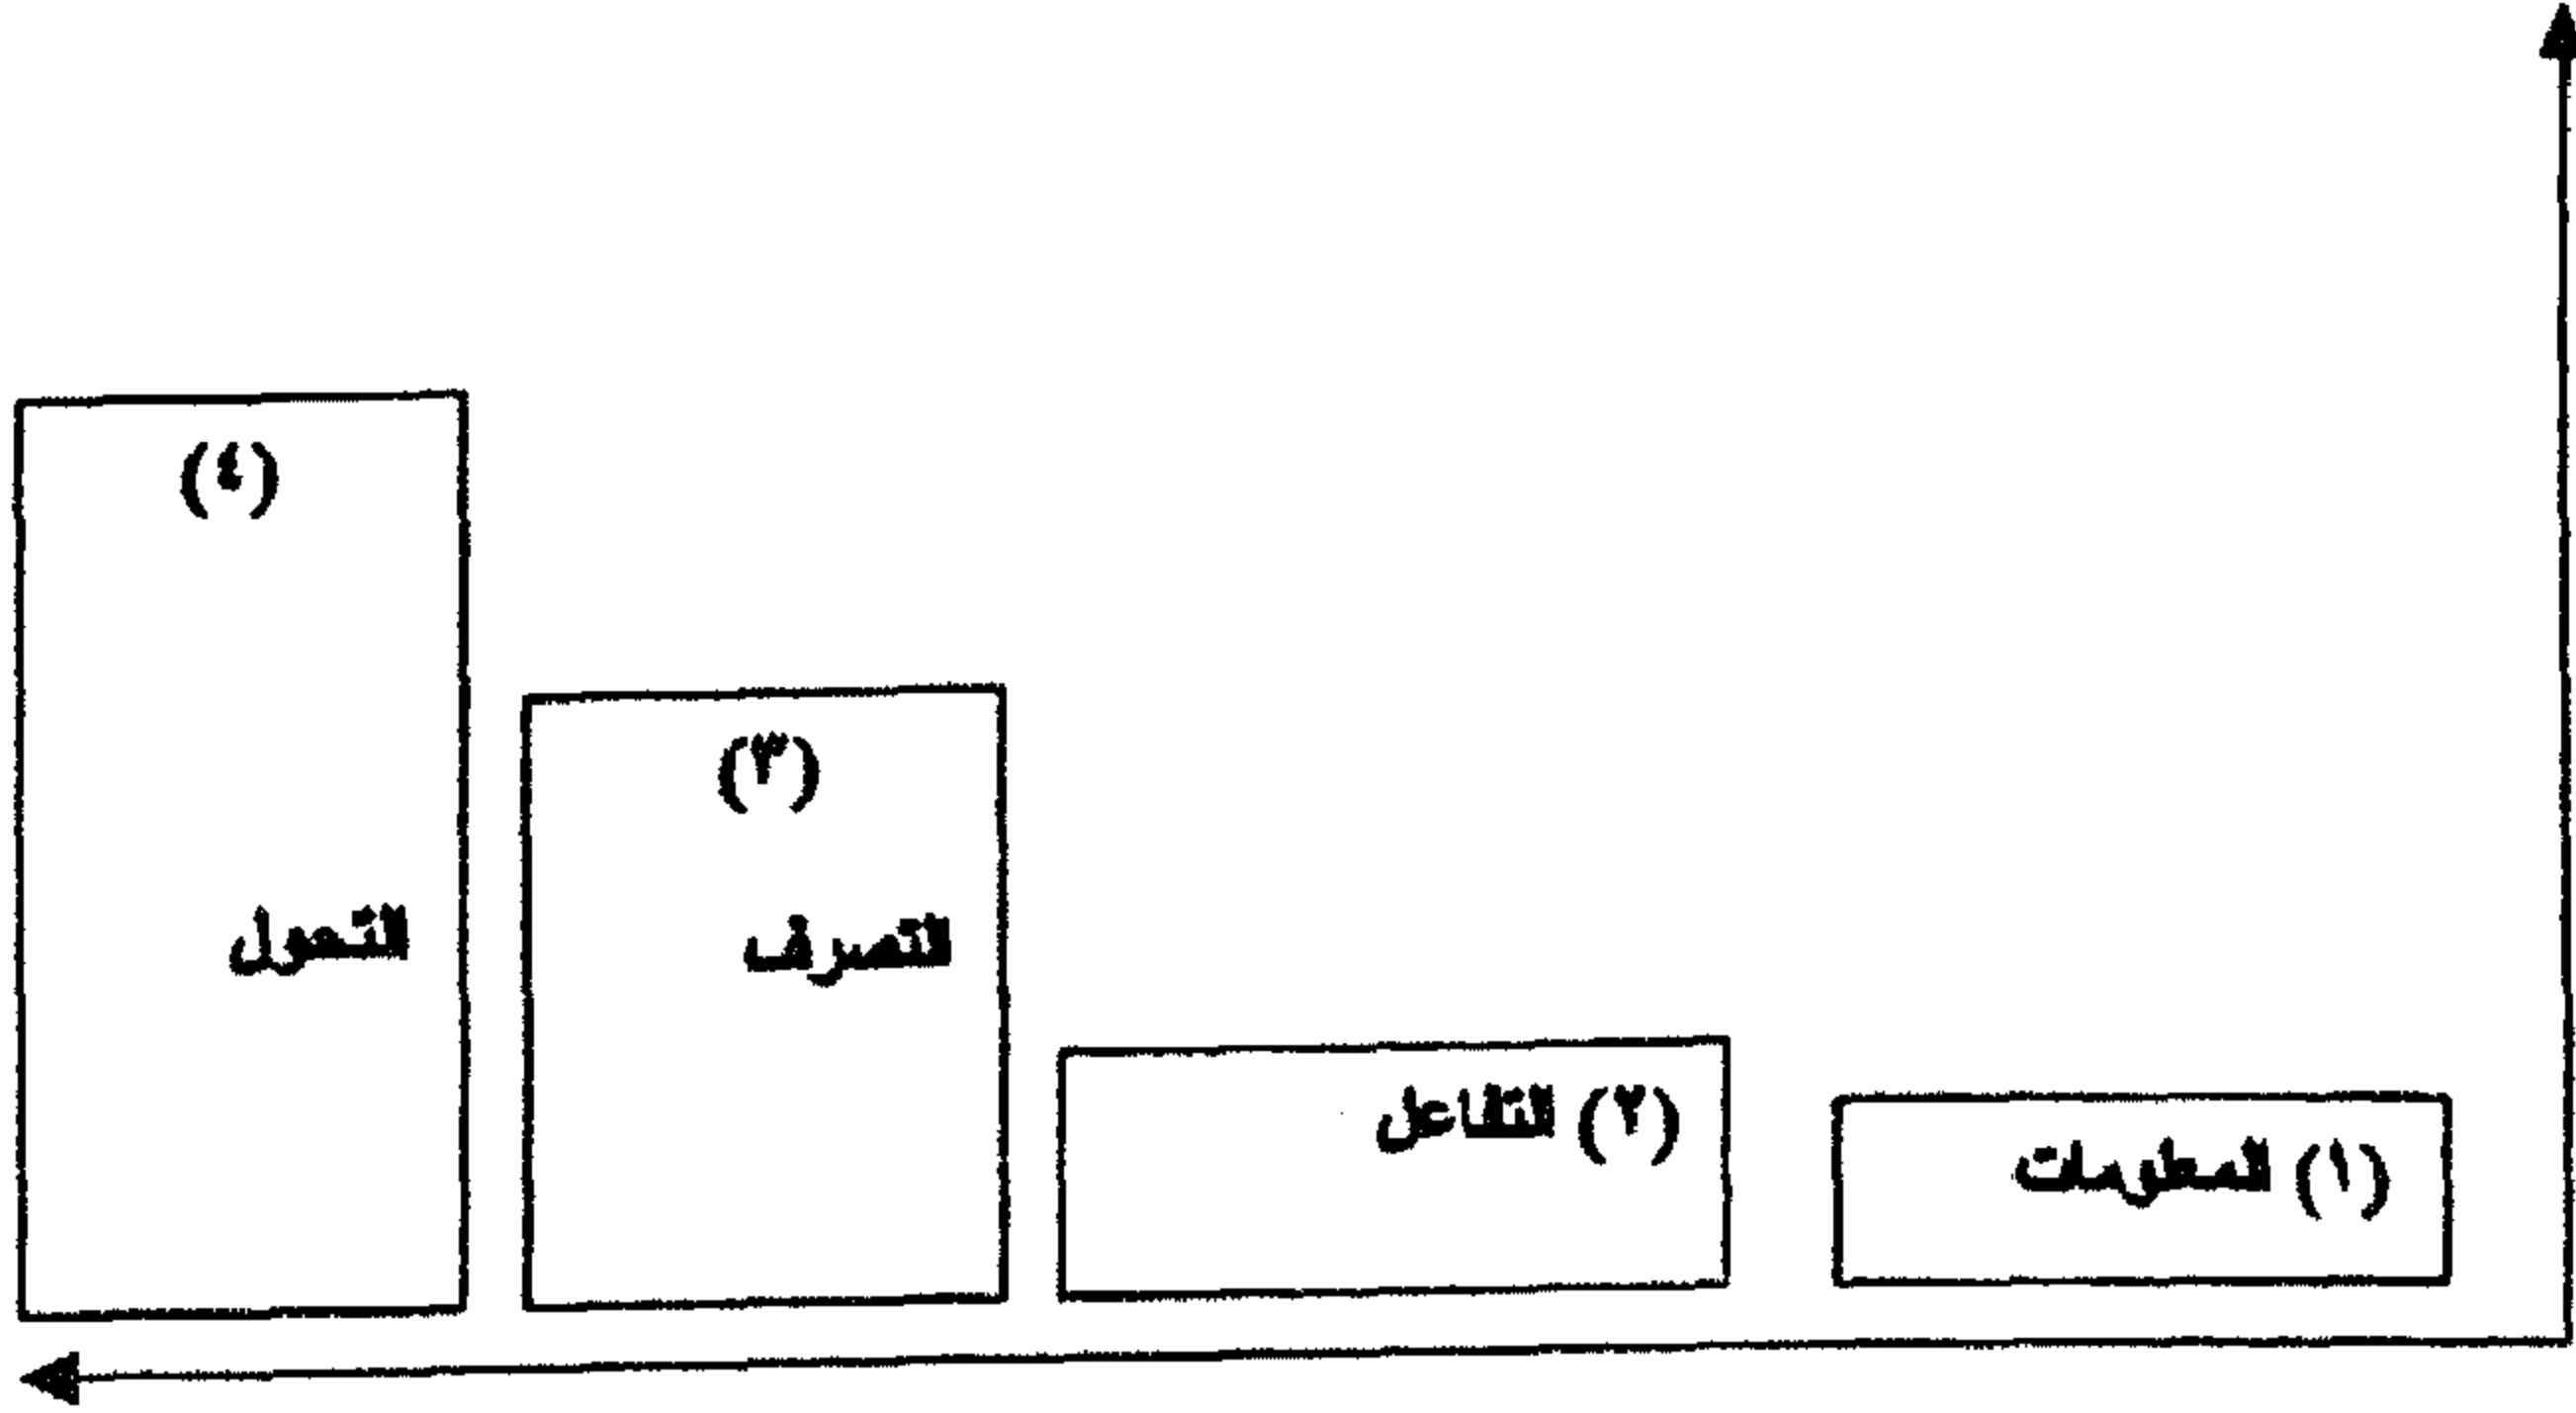 (١) المعلومات
(٢) التفاعل
(٣)
التصرف
(٤)
التحول